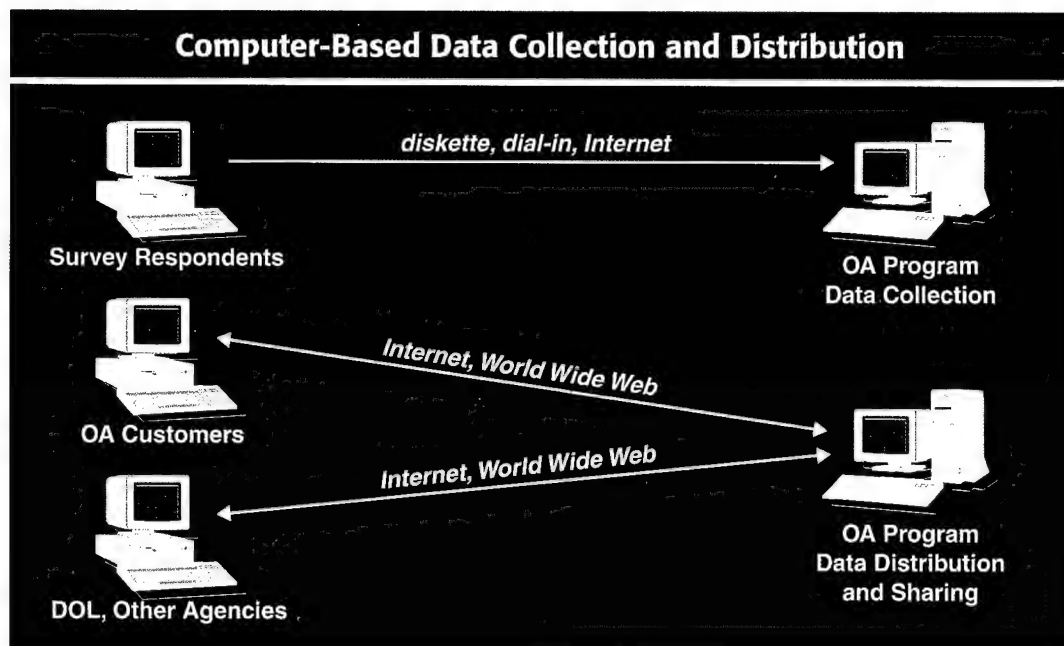 Computer-Based Data Collection and Distribution
diskette, dial-in, Internet
Survey Respondents
OA Program
Data Collection
Internet, World Wide Web
OA Customers
Internet, World Wide Web
DOL, Other Agencies
OA Program
Data Distribution
and Sharing